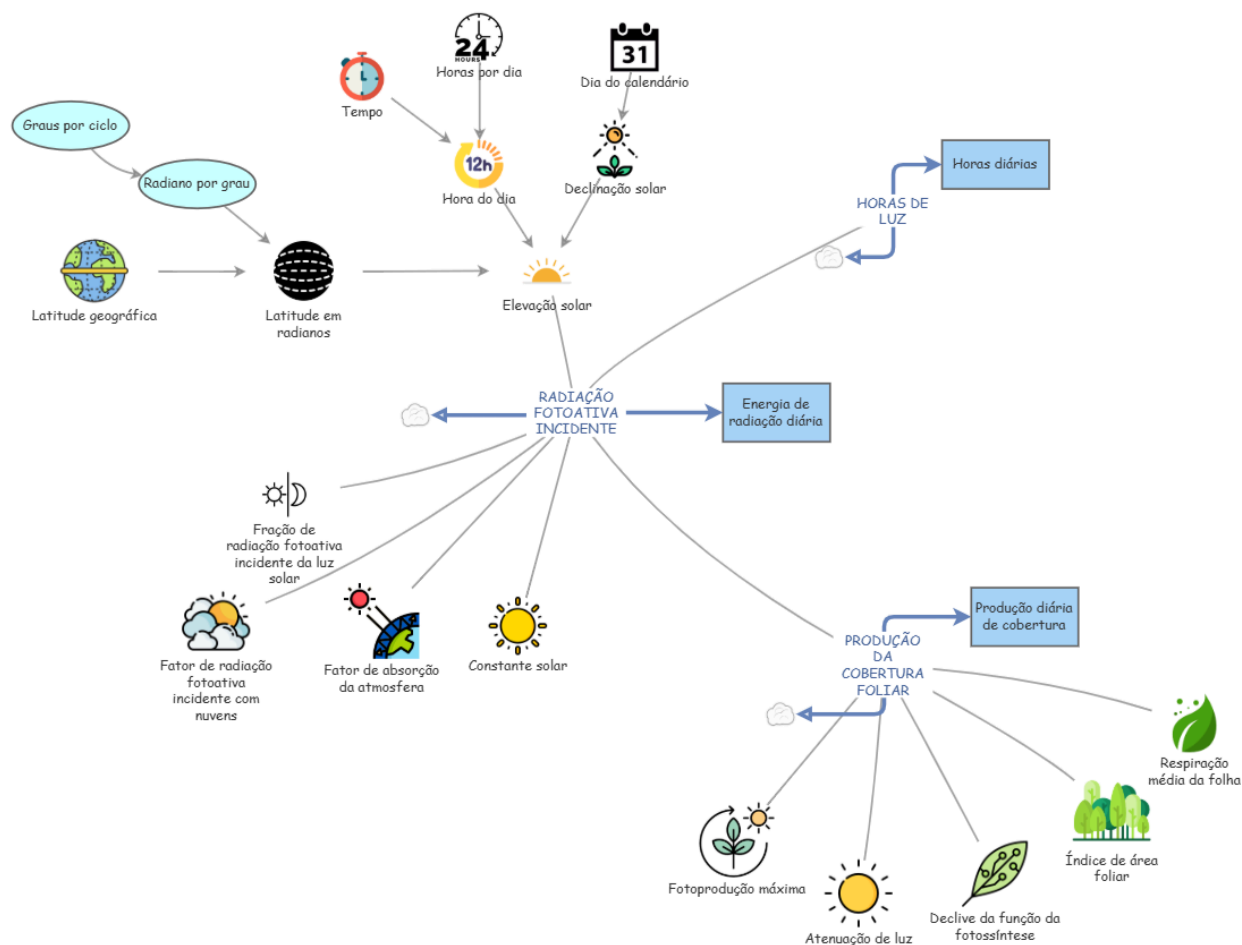 24
HOURS
Horas por dia
31
Dia do calendário
Tempo
Graus por ciclo
Radiano por grau
12h
Hora do dia
Declinação solar
Horas diárias
HORAS DE
LUZ
Latitude geográfica
Latitude em
radianos
Elevação solar
RADIAÇÃO
FOTOATIVA
INCIDENTE
Energia de
radiação diária
Fração de
radiação fotoativa
incidente da luz
solar
Fator de radiação
fotoativa
incidente com
nuvens
Fator de absorção
da atmosfera
Constante solar
Produção diária
de cobertura
PRODUÇÃO
DA
COBERTURA
FOLIAR
Respiração
média da folha
Índice de área
foliar
Fotoprodução máxima
Atenuação de luz
Declive da função da
fotossíntese